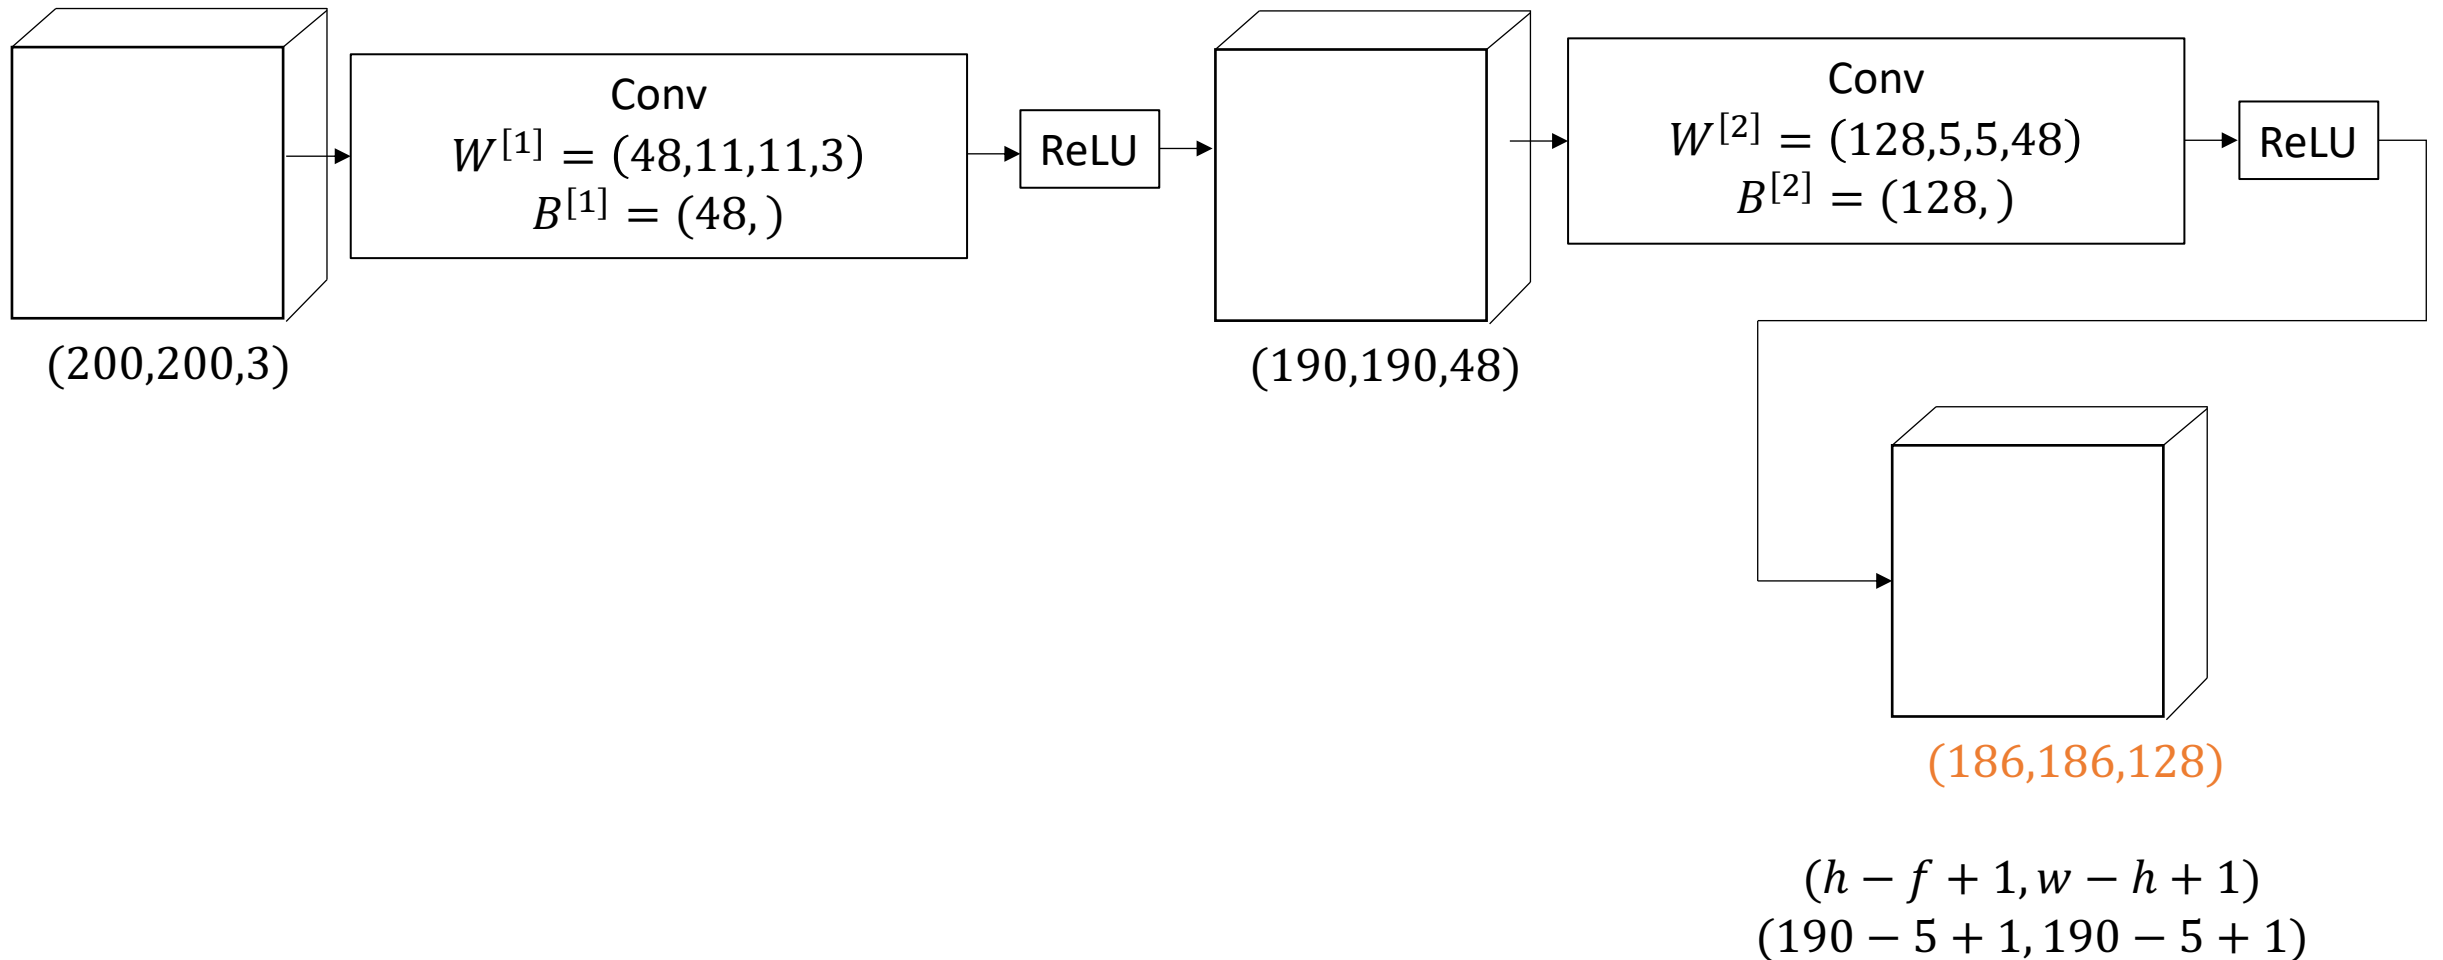 Conv
W^[1] = (48,11,11,3)
B^[1] = (48, )
ReLU
Conv
W^[2] = (128,5,5,48)
B^[2] = (128, )
ReLU
(200,200,3)
(190,190,48)
(186,186,128)
(h − f + 1, w − h + 1)
(190 − 5 + 1, 190 − 5 + 1)